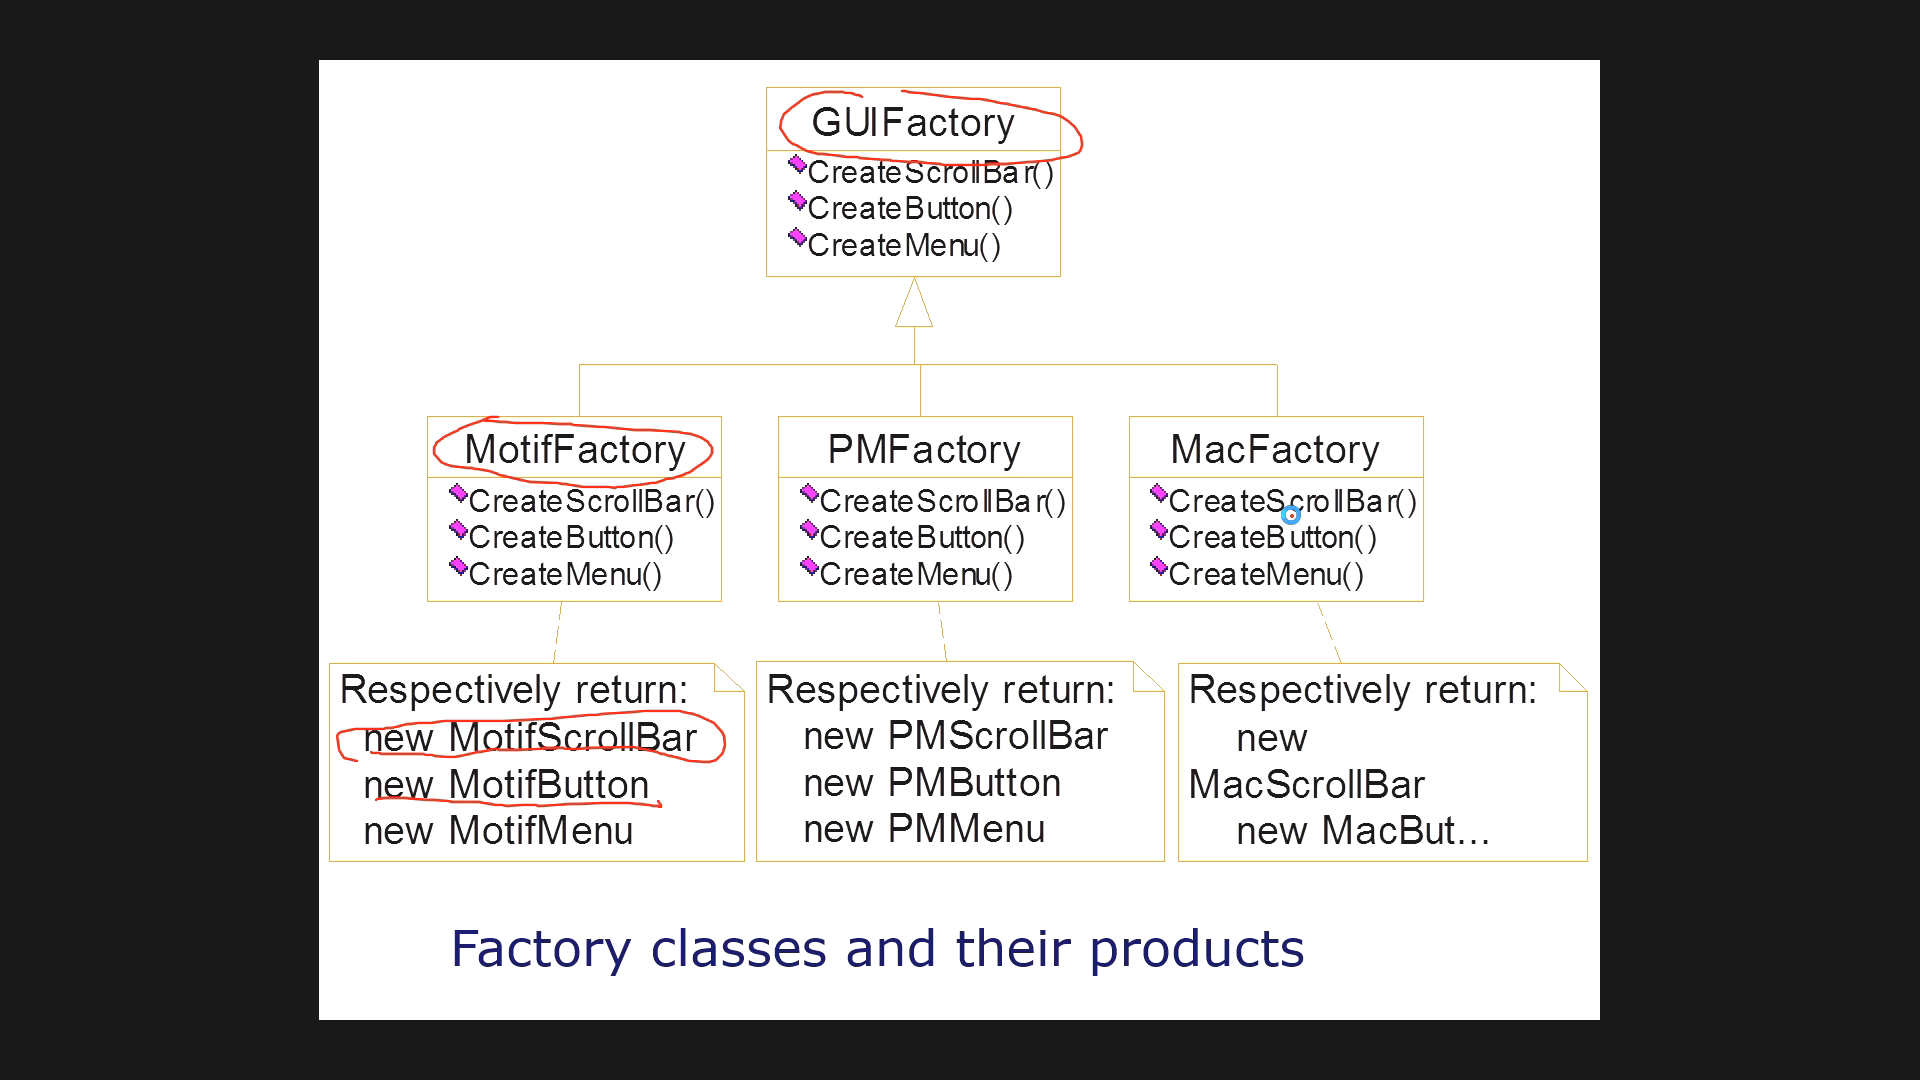 GUIFactory
CreateScrollBar()
CreateButton()
CreateMenu()
MotifFactory
CreateScrollBar()
CreateButton()
CreateMenu()
PMFactory
CreateScrollBar()
CreateButton()
CreateMenu()
MacFactory
CreateScrollBar()
CreateButton()
CreateMenu()
Respectively return:
new MotifScrollBar
new MotifButton
new MotifMenu
Respectively return:
new PMScrollBar
new PMButton
new PMMenu
Respectively return:
new
MacScrollBar
new MacBut...
Factory classes and their products